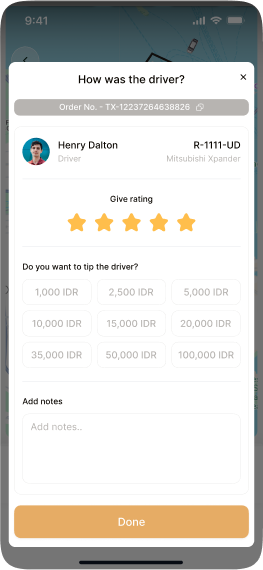 9:41
How was the driver?
×
Order No. - TX-12237264638826
Henry Dalton
R-1111-UD
Driver
Mitsubishi Xpander
Give rating
Do you want to tip the driver?
1,000 IDR
2,500 IDR
5,000 IDR
10,000 IDR
15,000 IDR
20,000 IDR
35,000 IDR
50,000 IDR
100,000 IDR
Add notes
Add notes..
Done